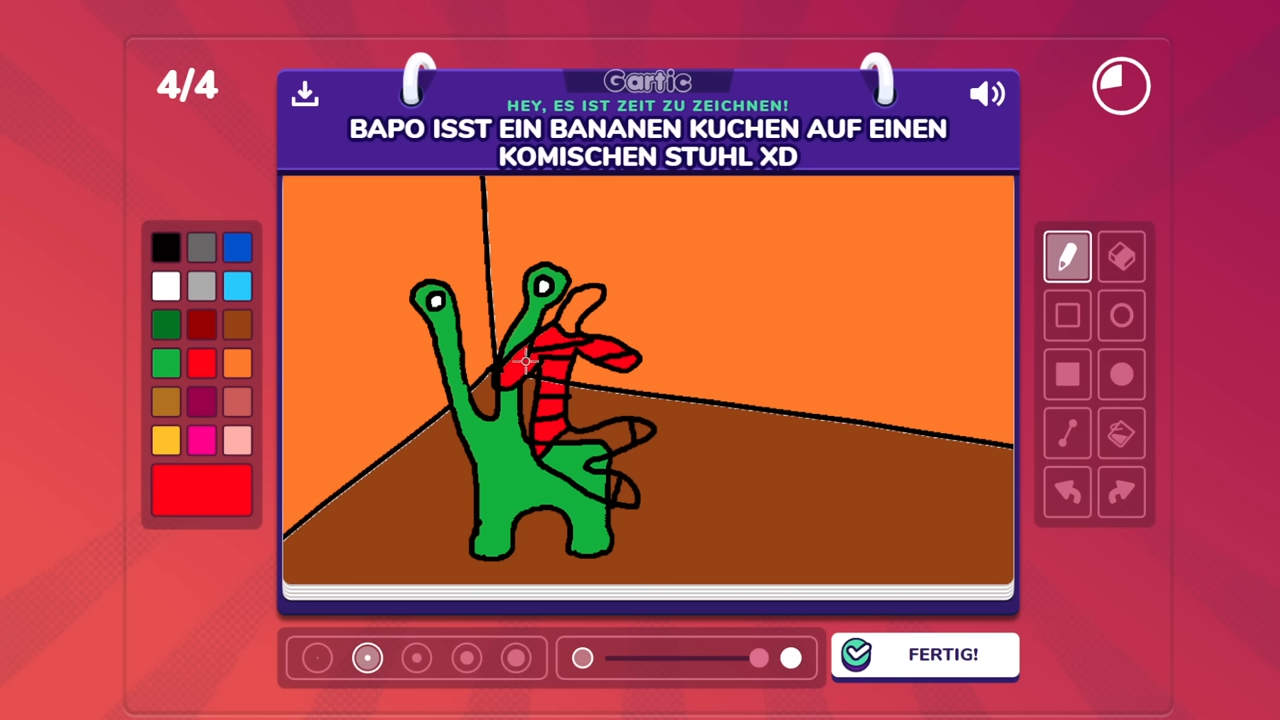 4/4
Gartic
HEY, ES IST ZEIT ZU ZEICHNEN!
BAPO ISST EIN BANANEN KUCHEN AUF EINEN
KOMISCHEN STUHL XD
FERTIG!